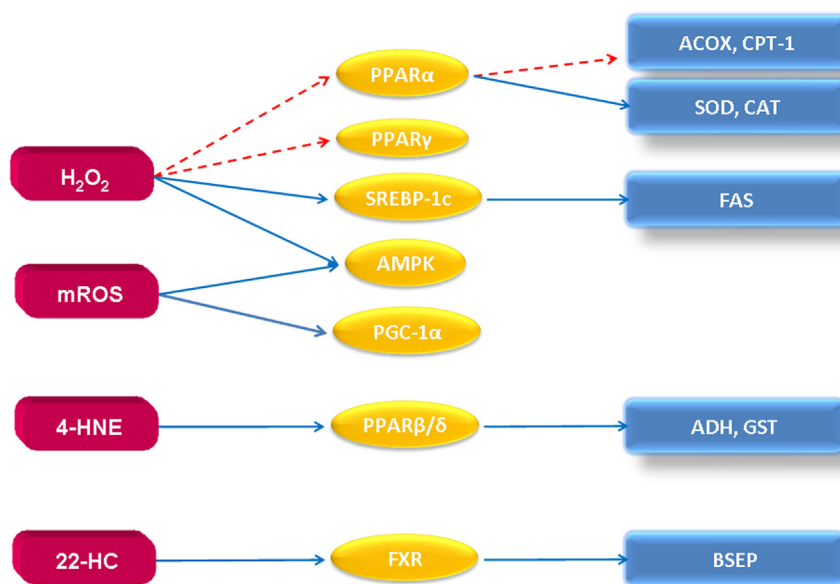 ACOX, CPT-1
PPARα
SOD, CAT
PPARγ
H₂O₂
SREBP-1c
FAS
AMPK
mROS
PGC-1α
4-HNE
PPARβ/δ
ADH, GST
22-HC
FXR
BSEP